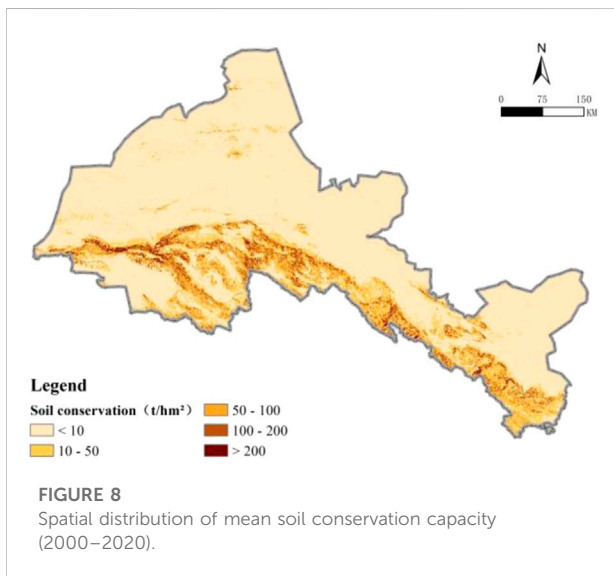 N
0 75 150
KM
Legend
Soil conservation（t/hm²）
< 10
10 - 50
50 - 100
100 - 200
> 200
FIGURE 8
Spatial distribution of mean soil conservation capacity
(2000–2020).